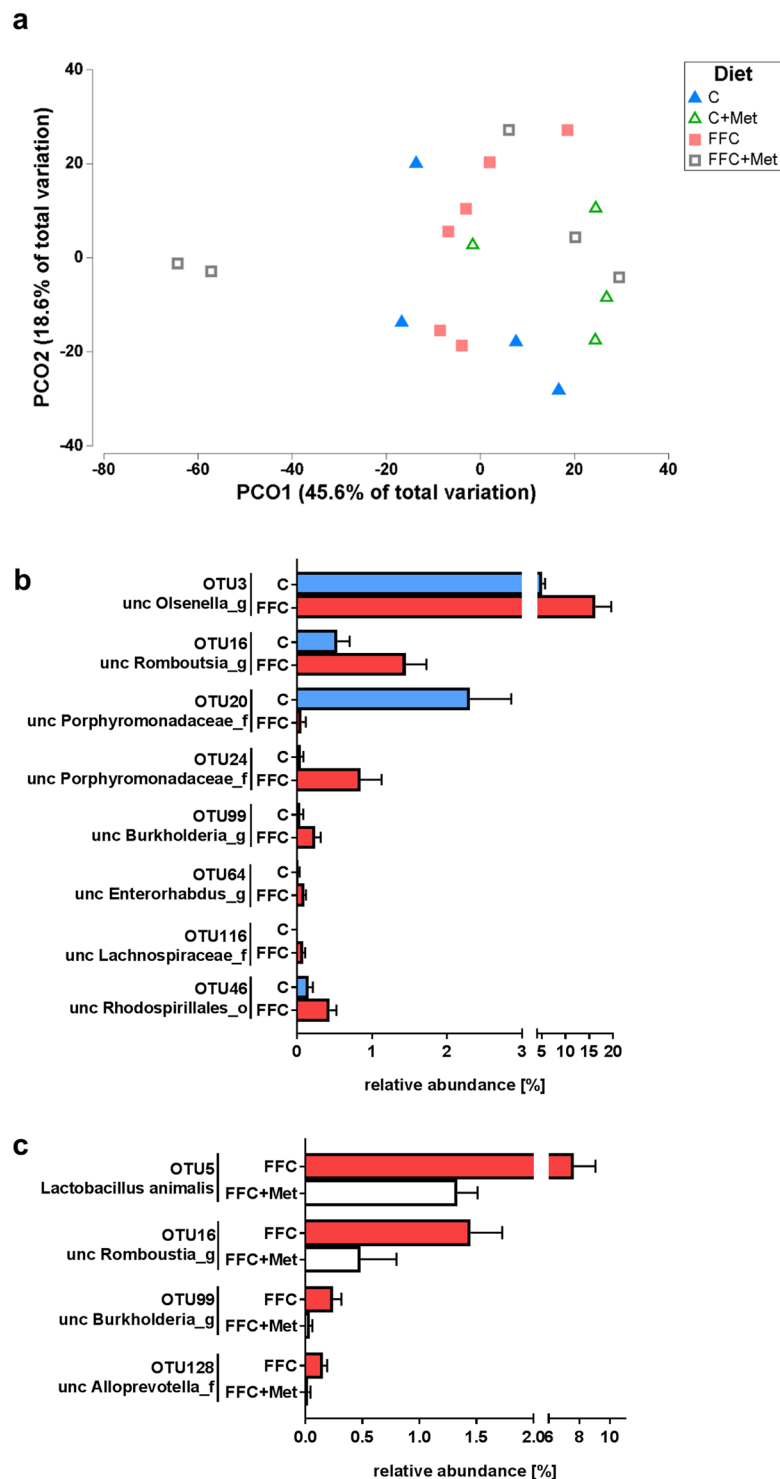 a
Diet
C
C+Met
FFC
FFC+Met
40
20
0
-20
-40
PCO2 (18.6% of total variation)
-80
-60
-40
-20
0
20
40
PCO1 (45.6% of total variation)
b
OTU3
unc Olsenella_g
C
FFC
OTU16
unc Romboutsia_g
C
FFC
OTU20
unc Porphyromonadaceae_f
C
FFC
OTU24
unc Porphyromonadaceae_f
C
FFC
OTU99
unc Burkholderia_g
C
FFC
OTU64
unc Enterorhabdus_g
C
FFC
OTU116
unc Lachnospiraceae_f
C
FFC
OTU46
unc Rhodospirillales_o
C
FFC
0 1 2 3 5 10 15 20
relative abundance [%]
c
OTU5
Lactobacillus animalis
FFC
FFC+Met
OTU16
unc Romboustia_g
FFC
FFC+Met
OTU99
unc Burkholderia_g
FFC
FFC+Met
OTU128
unc Alloprevotella_f
FFC
FFC+Met
0.0 0.5 1.0 1.5 2.0 6 8 10
relative abundance [%]